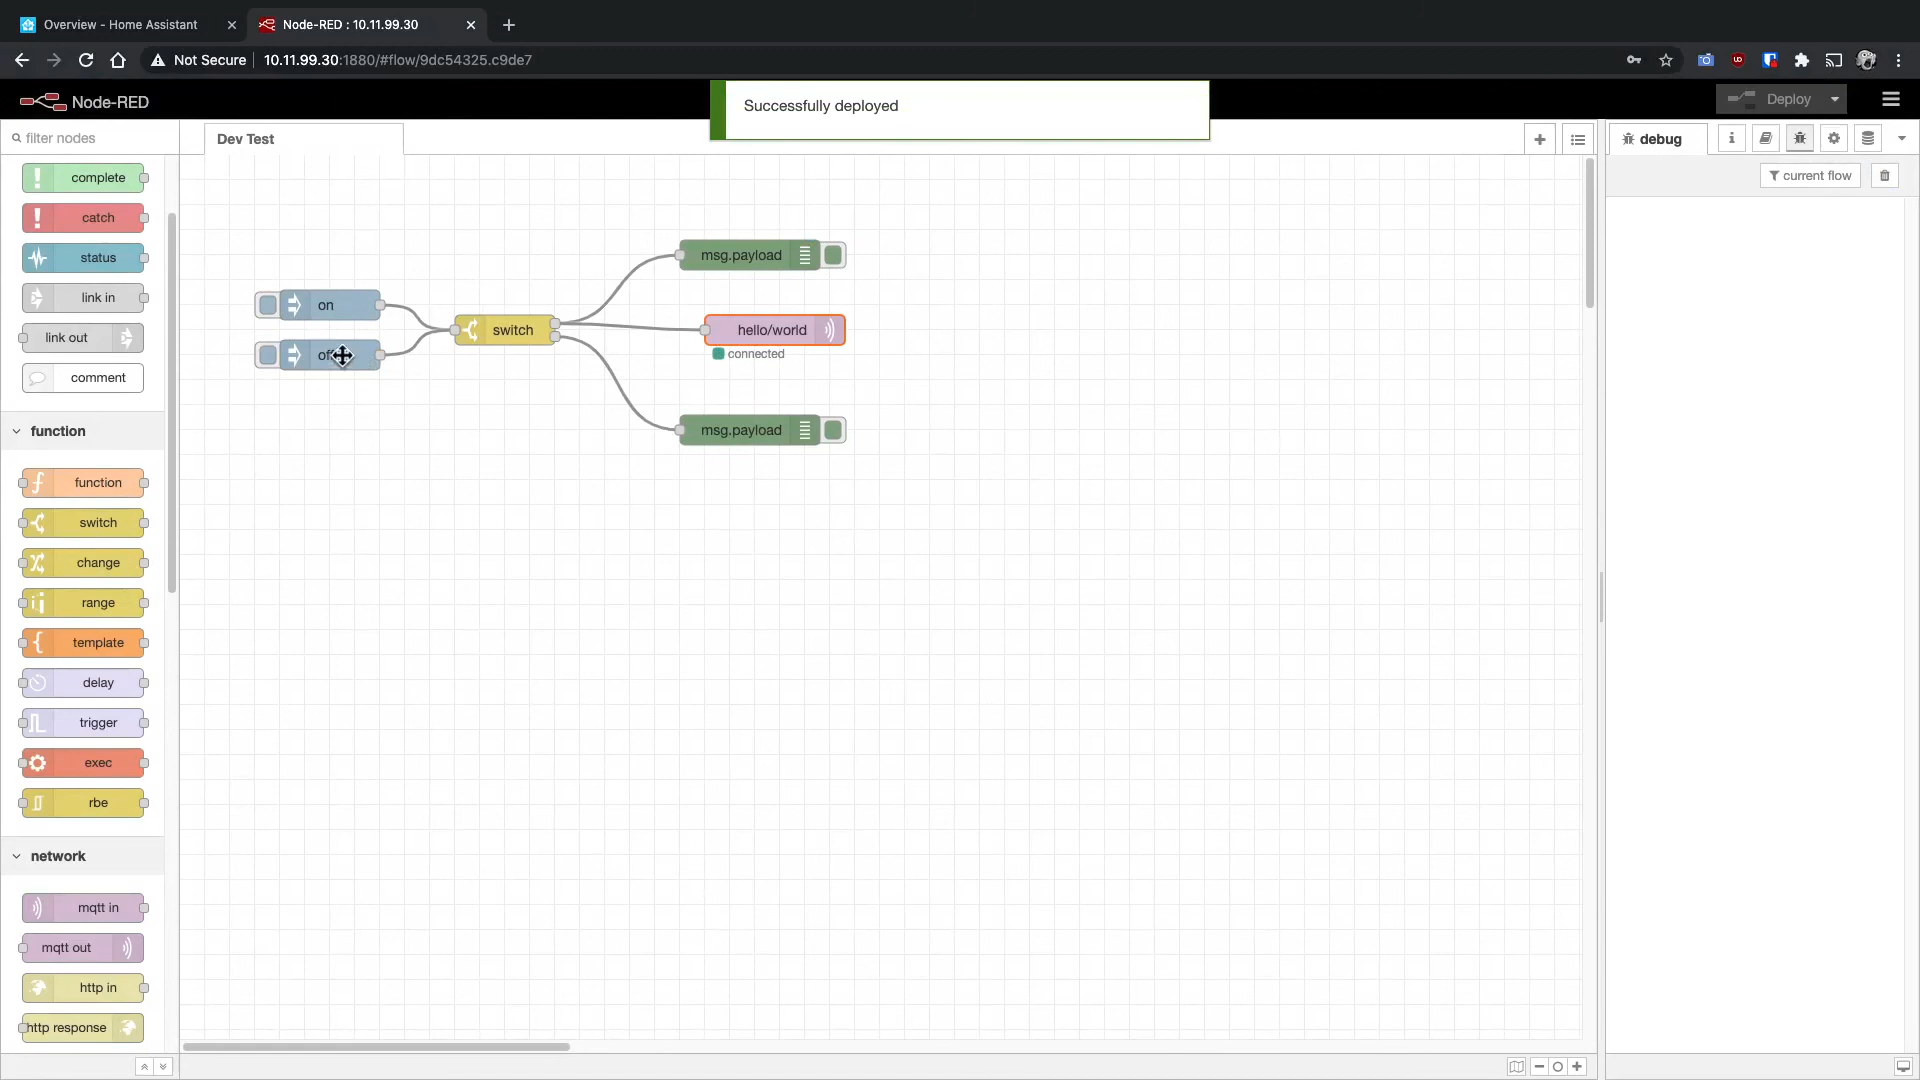 Overview - Home Assistant
Node-RED : 10.11.99.30
Not Secure
10.11.99.30:1880/#flow/9dc54325.c9de7
Node-RED
Successfully deployed
Deploy
filter nodes
Dev Test
debug
current flow
complete
catch
status
link in
link out
comment
function
function
switch
change
range
template
delay
trigger
exec
rbe
network
mqtt in
mqtt out
http in
http response
on
switch
msg.payload
hello/world
connected
msg.payload